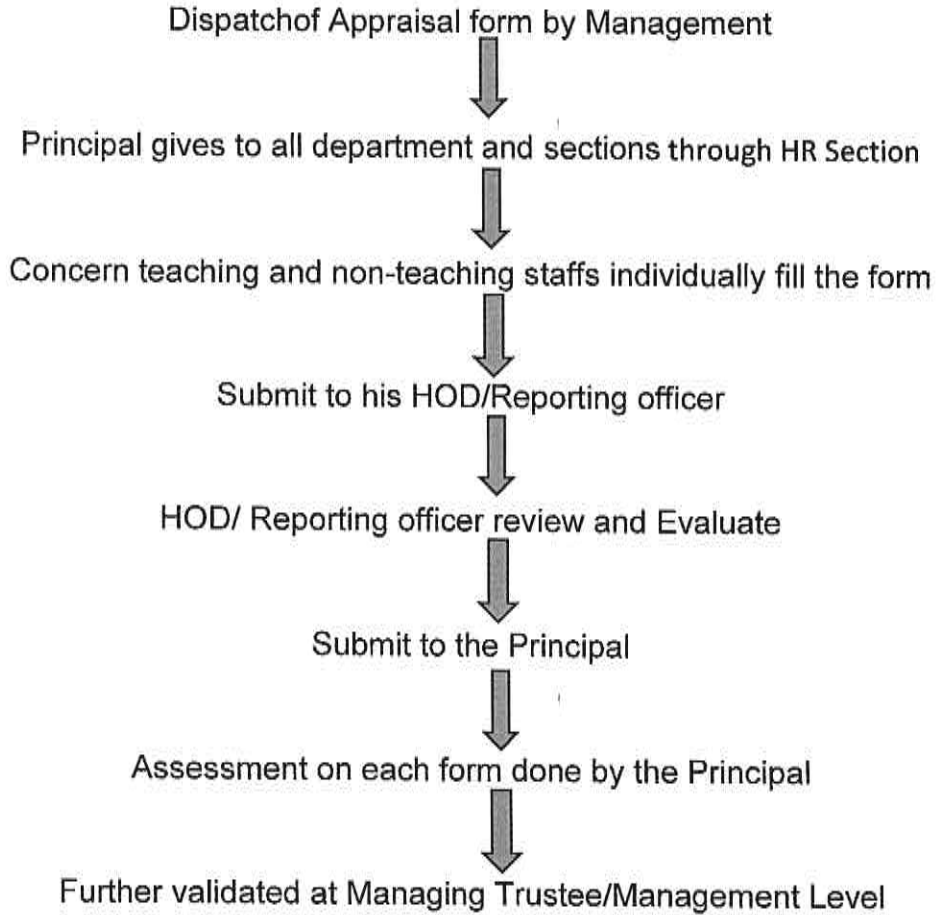 Dispatchof Appraisal form by Management
Principal gives to all department and sections through HR Section
Concern teaching and non-teaching staffs individually fill the form
Submit to his HOD/Reporting officer
HOD/ Reporting officer review and Evaluate
Submit to the Principal
Assessment on each form done by the Principal
Further validated at Managing Trustee/Management Level